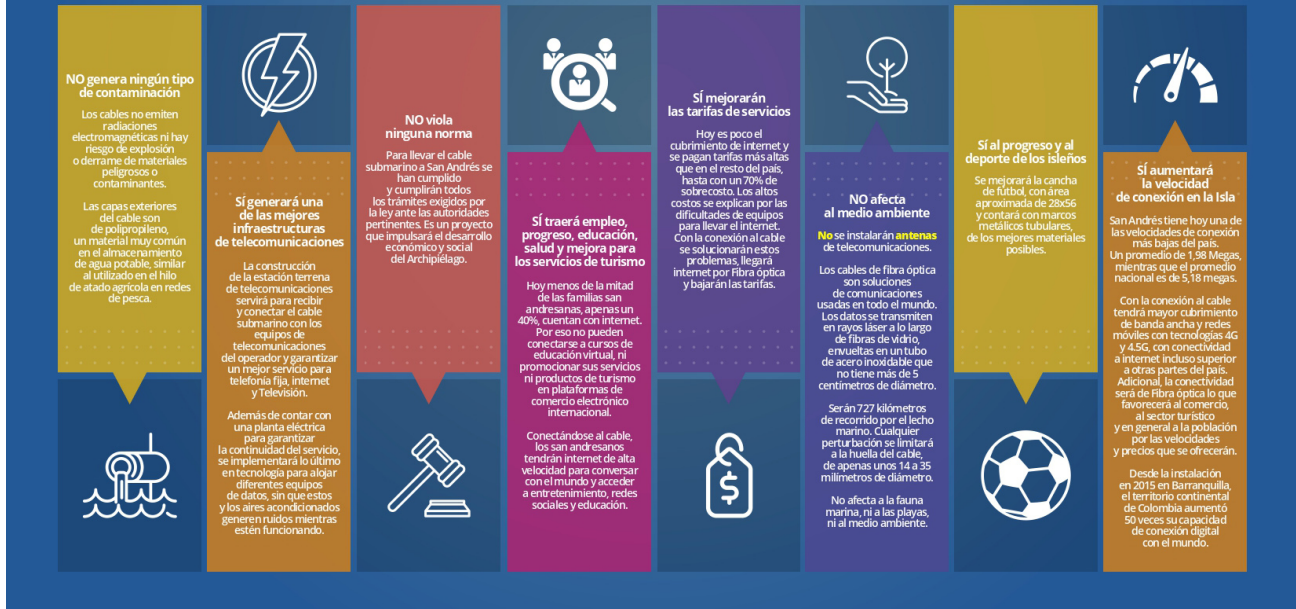 NO genera ningún tipo
de contaminación
Los cables no emiten
radiaciones
electromagnéticas ni hay
riesgo de explosión
o derrame de materiales
peligrosos o
contaminantes.
Las capas exteriores
del cable son
de polipropileno,
un material muy común
en el almacenamiento
de agua potable, similar
al utilizado en el hilo
de atado agrícola en redes
de pesca.
SÍ generará una
de las mejores
infraestructuras
de telecomunicaciones
La construcción
de la estación terrena
de telecomunicaciones
servirá para recibir
y conectar el cable
submarino con los
equipos de
telecomunicaciones
del operador y garantizar
un mejor servicio para
telefonía fija, internet
y Televisión.
Además de contar con
una planta eléctrica
para garantizar
la continuidad del servicio,
se implementará lo último
en tecnología para alojar
diferentes equipos
de datos, sin que estos
y los aires acondicionados
generen ruidos mientras
estén funcionando.
NO viola
ninguna norma
Para llevar el cable
submarino a San Andrés se
han cumplido
y cumplirán todos
los trámites exigidos por
la ley ante las autoridades
pertinentes. Es un proyecto
que impulsará el desarrollo
económico y social
del Archipiélago.
SÍ traerá empleo,
progreso, educación,
salud y mejora para
los servicios de turismo
Hoy menos de la mitad
de las familias san
andresanas, apenas un
40%, cuentan con internet.
Por eso no pueden
conectarse a cursos de
educación virtual, ni
promocionar sus servicios
ni productos de turismo
en plataformas de
comercio electrónico
internacional.
Conectándose al cable,
los san andresanos
tendrán internet de alta
velocidad para conversar
con el mundo y acceder
a entretenimiento, redes
sociales y educación.
SÍ mejorarán
las tarifas de servicios
Hoy es poco el
cubrimiento de internet y
se pagan tarifas más altas
que en el resto del país,
hasta con un 70% de
sobrecosto. Los altos
costos se explican por las
dificultades de equipos
para llevar el internet.
Con la conexión al cable
se solucionarán estos
problemas, llegará
internet por Fibra óptica
y bajarán las tarifas.
$
NO afecta
al medio ambiente
No se instalarán antenas
de telecomunicaciones.
Los cables de fibra óptica
son soluciones
de comunicaciones
usadas en todo el mundo.
Los datos se transmiten
en rayos láser a lo largo
de fibras de vidrio,
envueltas en un tubo
de acero inoxidable que
no tiene más de 5
centímetros de diámetro.
Serán 727 kilómetros
de recorrido por el lecho
marino. Cualquier
perturbación se limitará
a la huella del cable,
de apenas unos 14 a 35
milímetros de diámetro.
No afecta a la fauna
marina, ni a las playas,
ni al medio ambiente.
Sí al progreso y al
deporte de los isleños
Se mejorará la cancha
de fútbol, con área
aproximada de 28x56
y contará con marcos
metálicos tubulares,
de los mejores materiales
posibles.
SÍ aumentará
la velocidad
de conexión en la Isla
San Andrés tiene hoy una de
las velocidades de conexión
más bajas del país.
Un promedio de 1,98 Megas,
mientras que el promedio
nacional es de 5,18 megas.
Con la conexión al cable
tendrá mayor cubrimiento
de banda ancha y redes
móviles con tecnologías 4G
y 4.5G, con conectividad
a internet incluso superior
a otras partes del país.
Adicional, la conectividad
será de Fibra óptica lo que
favorecerá al comercio,
al sector turístico
y en general a la población
por las velocidades
y precios que se ofrecerán.
Desde la instalación
en 2015 en Barranquilla,
el territorio continental
de Colombia aumentó
50 veces su capacidad
de conexión digital
con el mundo.